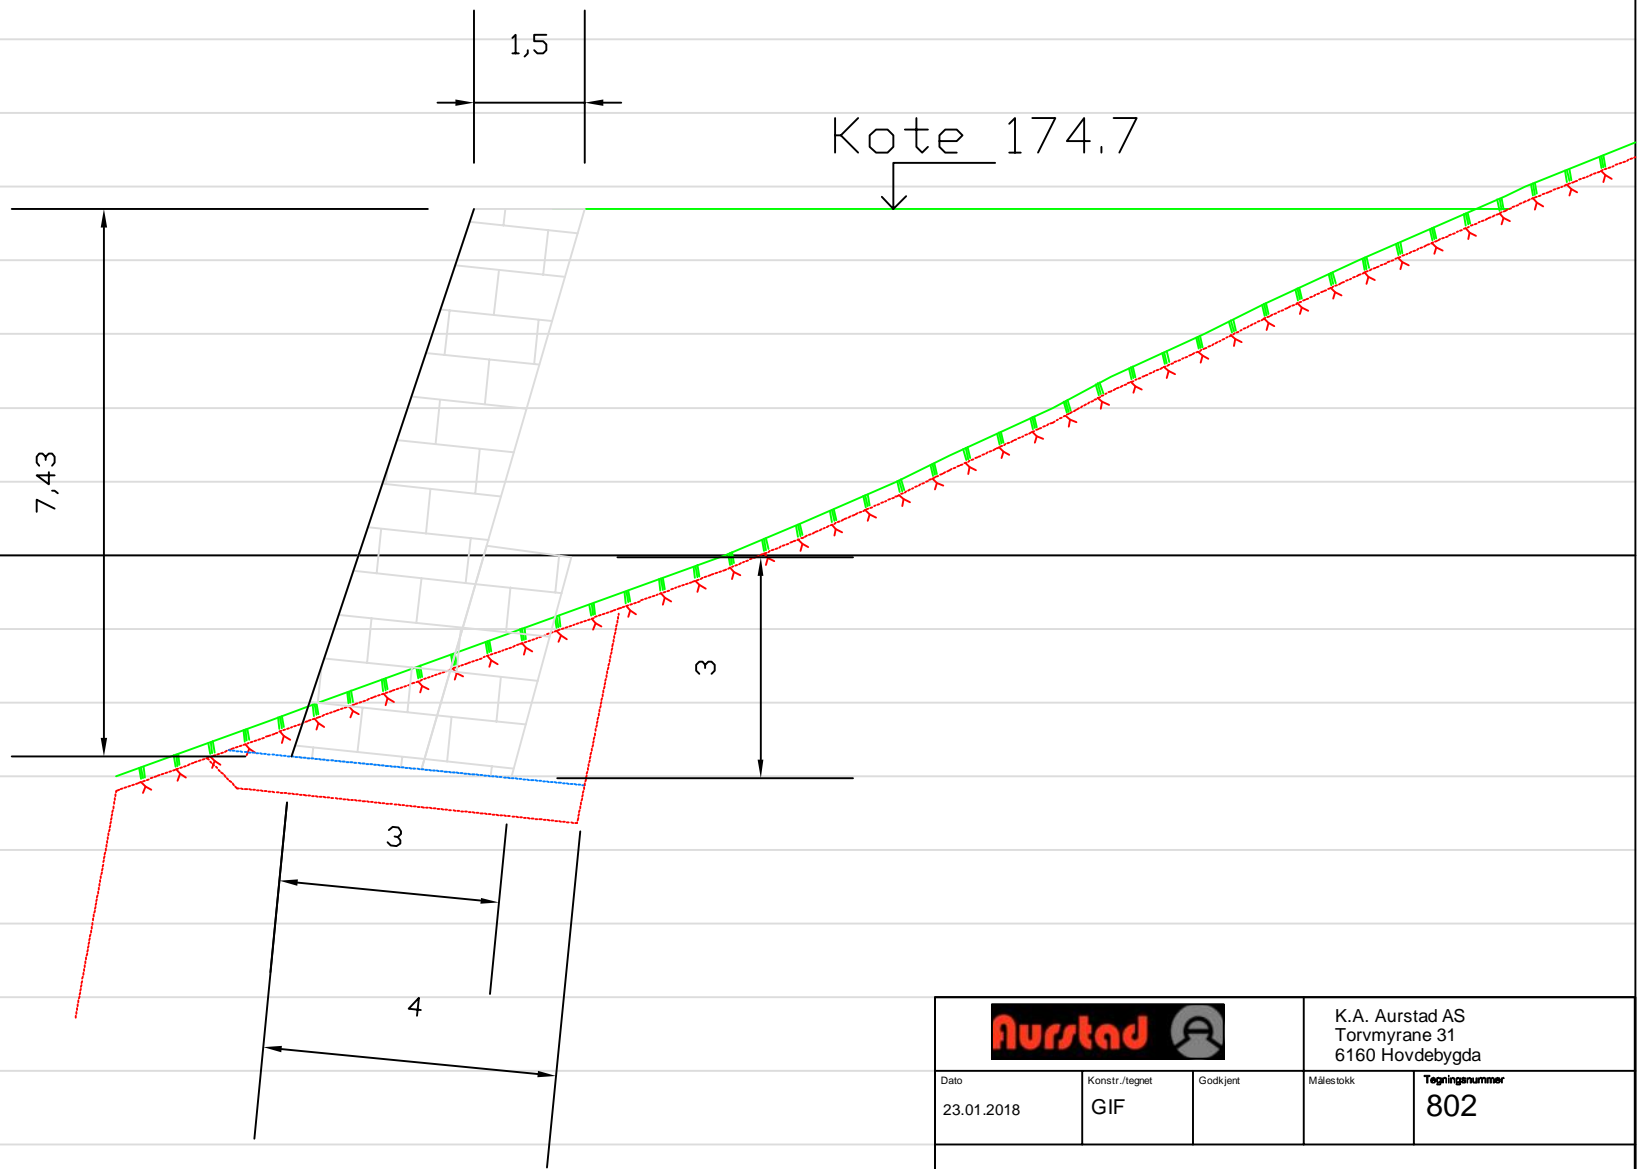 1,5
Kote 174.7
7,43
3
3
4
Aurstad
K.A. Aurstad AS
Torvmyrane 31
6160 Hovdebygda
Dato
Konstr./tegnet
Godkjent
Målestokk
Tegningsnummer
23.01.2018
GIF
802